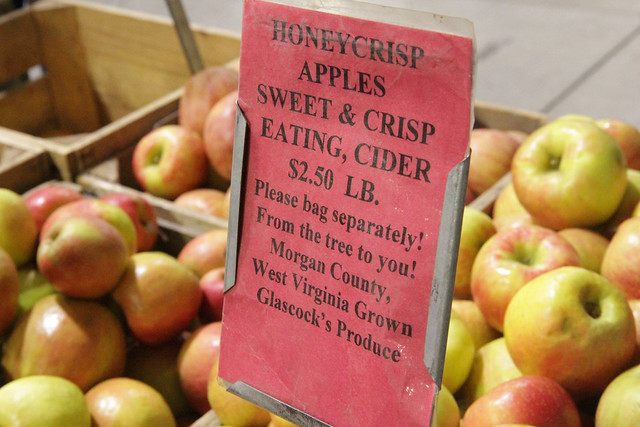 HONEYCRISP
APPLES
SWEET & CRISP
EATING, CIDER
$2.50 LB.
Please bag separately!
From the tree to you!
Morgan County,
West Virginia Grown
Glascock's Produce